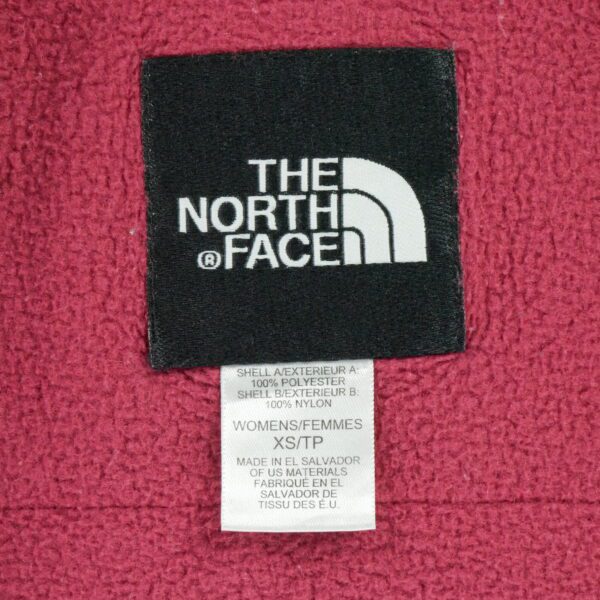 THE
NORTH
®FACE
SHELL A/EXTERIEUR A:
100% POLYESTER
SHELL B/EXTERIEUR B:
100% NYLON
WOMENS/FEMMES
XS/TP
MADE IN EL SALVADOR
OF US MATERIALS
FABRIQUÉ EN EL
SALVADOR DE
TISSU DES É.U.